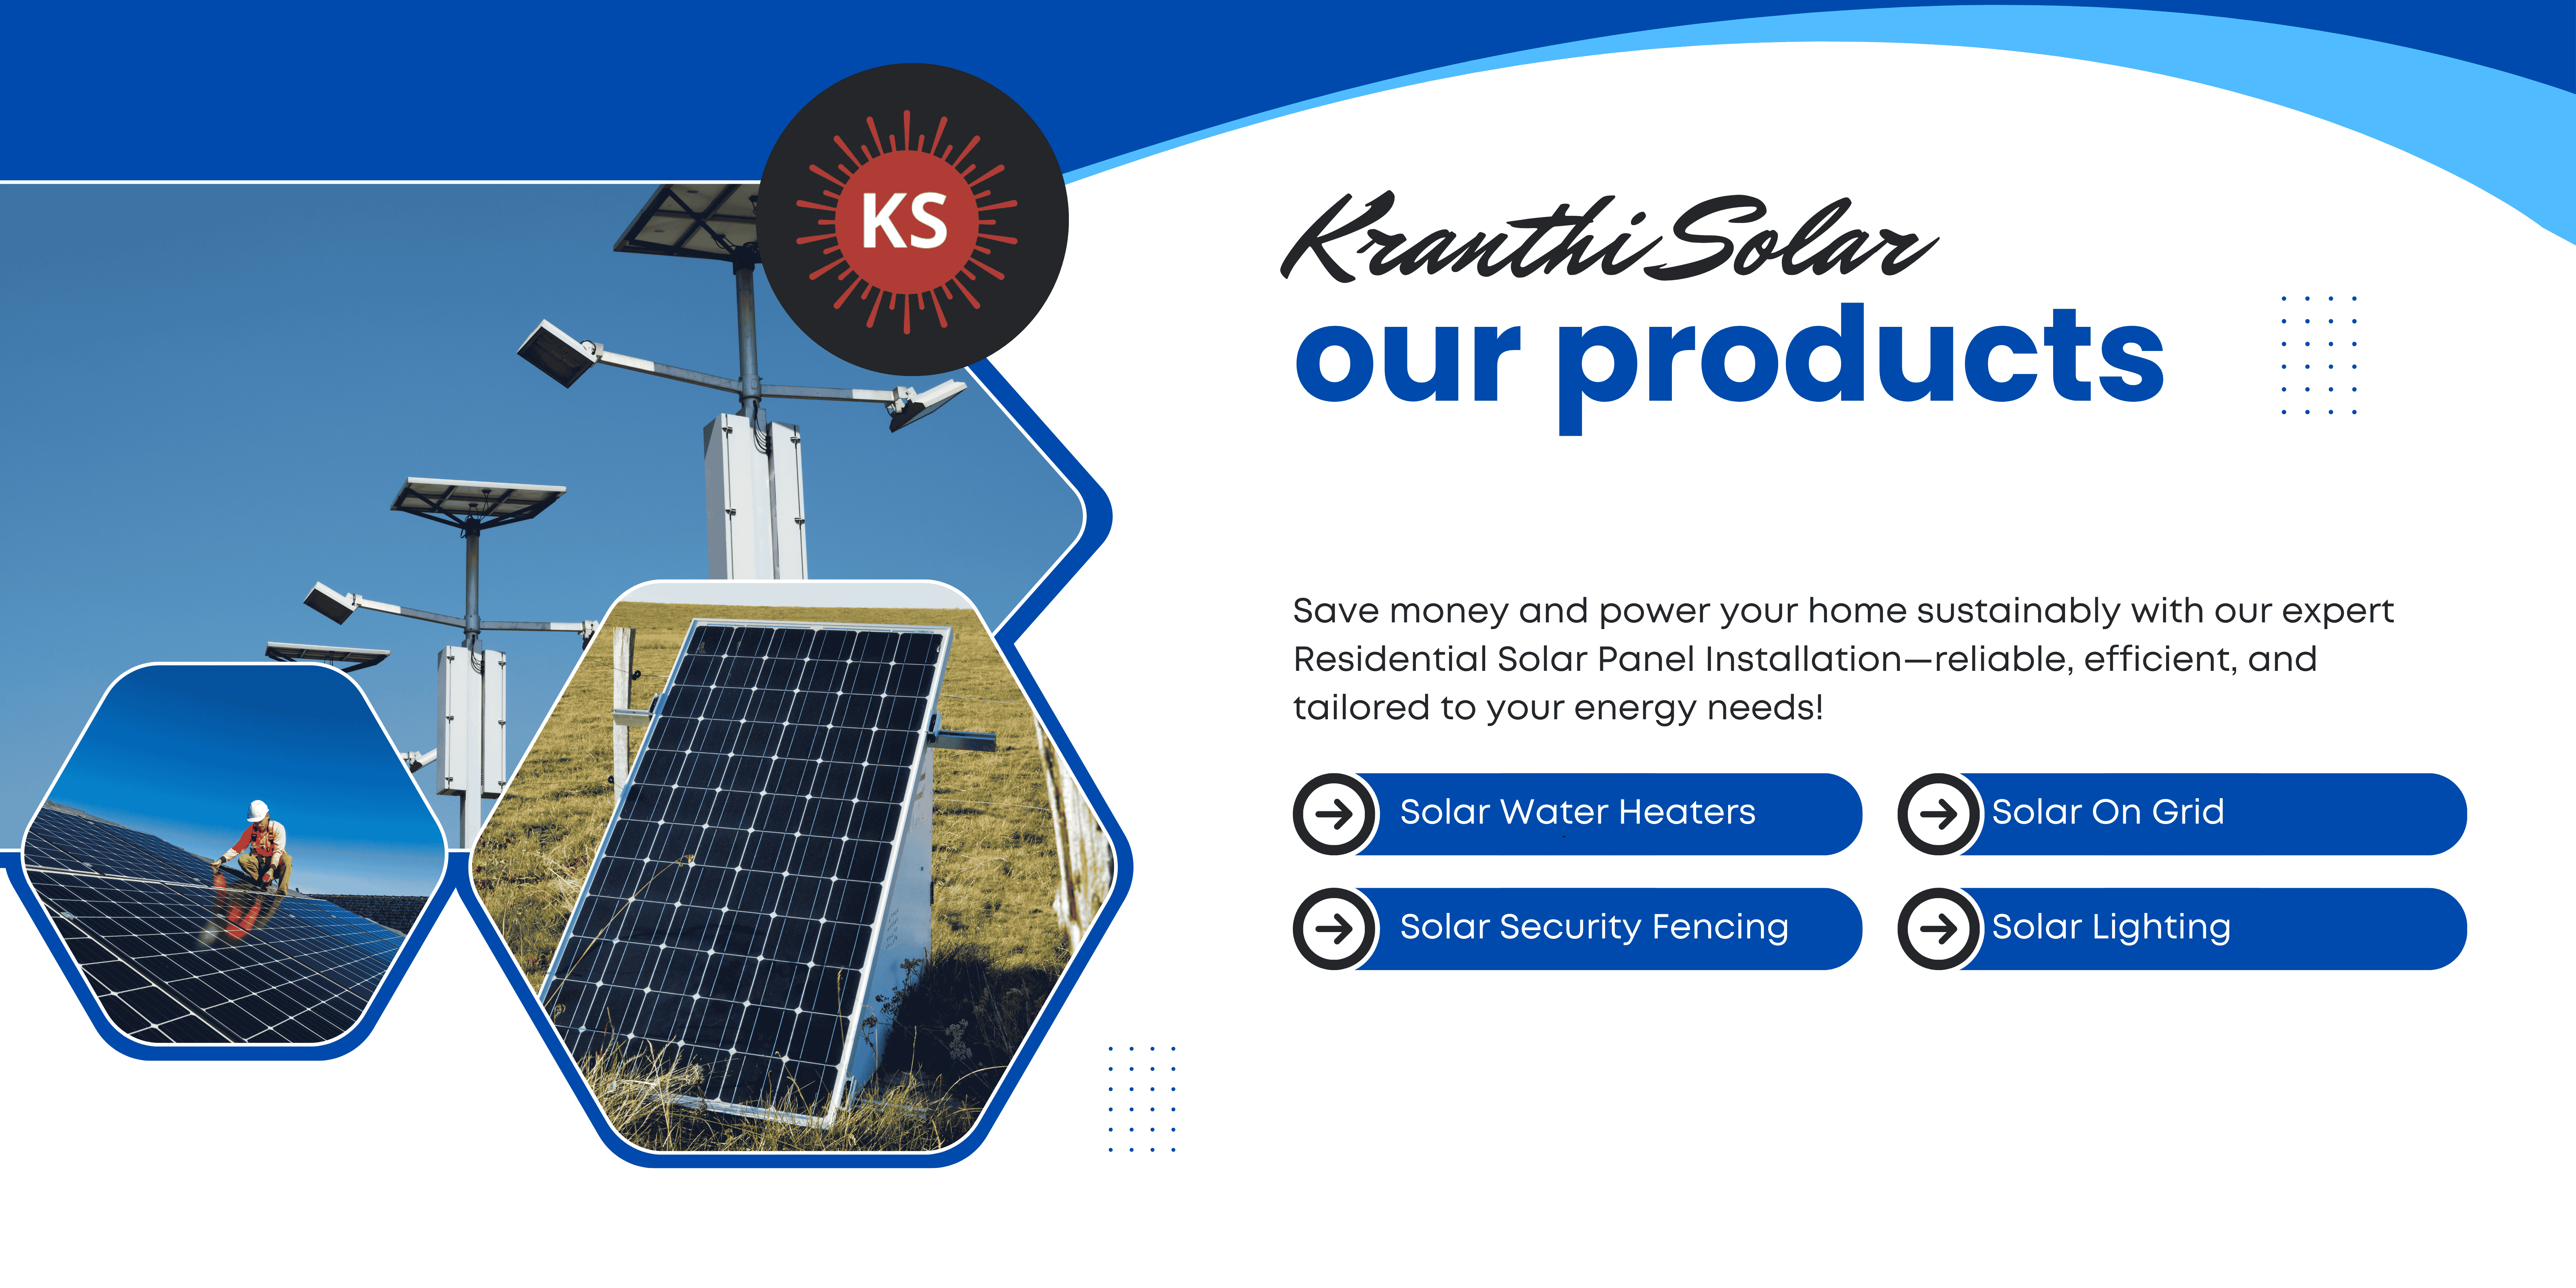 KS
Kranthi Solar
our products
Save money and power your home sustainably with our expert
Residential Solar Panel Installation—reliable, efficient, and
tailored to your energy needs!
Solar Water Heaters
Solar On Grid
Solar Security Fencing
Solar Lighting